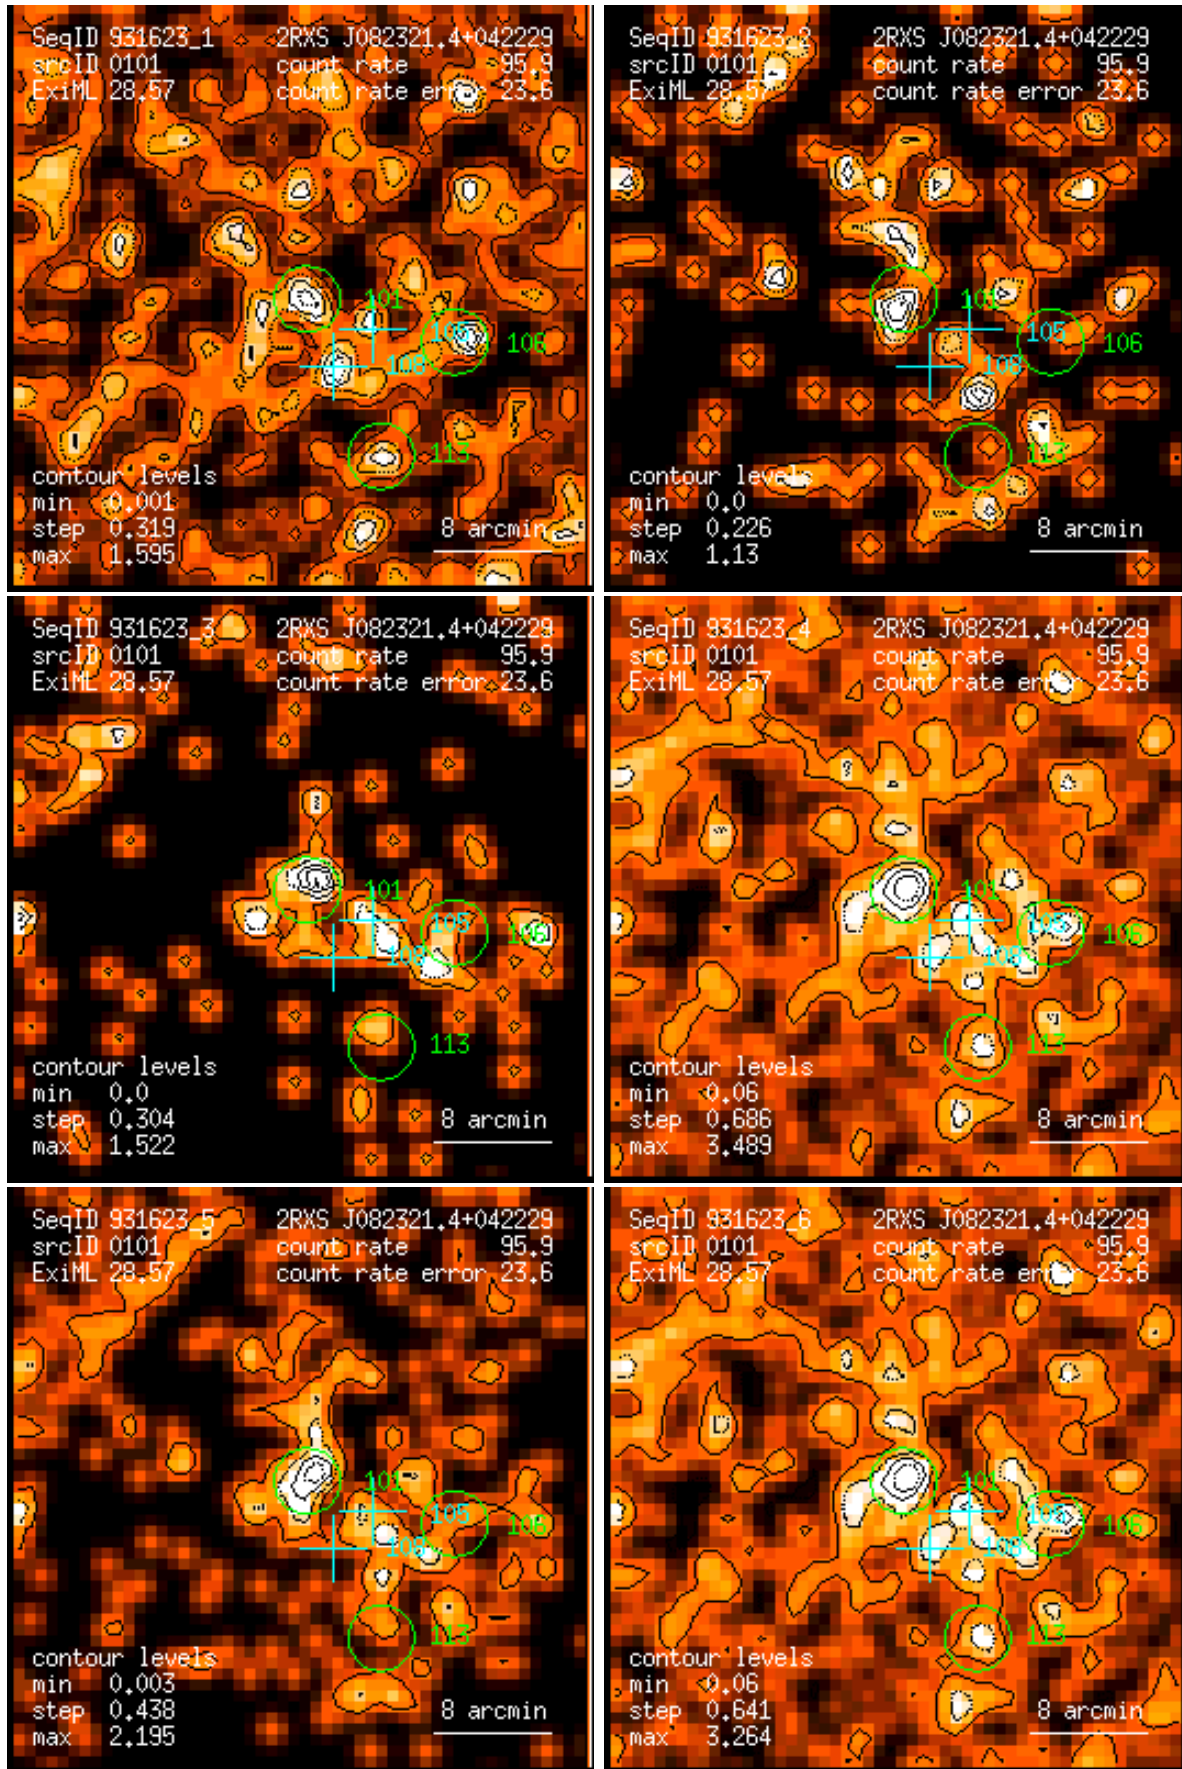 SeqID 931623_1 2RXS J082321.4+042229
srcID 0101 count rate 95.9
ExiML 28.57 count rate error 23.6
101
105
106
108
113
contour levels
min 0.001
step 0.319
max 1.595
8 arcmin
SeqID 931623_2 2RXS J082321.4+042229
srcID 0101 count rate 95.9
ExiML 28.57 count rate error 23.6
101
105
106
108
113
contour levels
min 0.0
step 0.226
max 1.13
8 arcmin
SeqID 931623_3 2RXS J082321.4+042229
srcID 0101 count rate 95.9
ExiML 28.57 count rate error 23.6
101
105
106
108
113
contour levels
min 0.0
step 0.304
max 1.522
8 arcmin
SeqID 931623_4 2RXS J082321.4+042229
srcID 0101 count rate 95.9
ExiML 28.57 count rate error 23.6
101
105
106
108
113
contour levels
min 0.06
step 0.686
max 3.489
8 arcmin
SeqID 931623_5 2RXS J082321.4+042229
srcID 0101 count rate 95.9
ExiML 28.57 count rate error 23.6
101
105
106
108
113
contour levels
min 0.003
step 0.438
max 2.195
8 arcmin
SeqID 931623_6 2RXS J082321.4+042229
srcID 0101 count rate 95.9
ExiML 28.57 count rate error 23.6
101
105
106
108
113
contour levels
min 0.06
step 0.641
max 3.264
8 arcmin